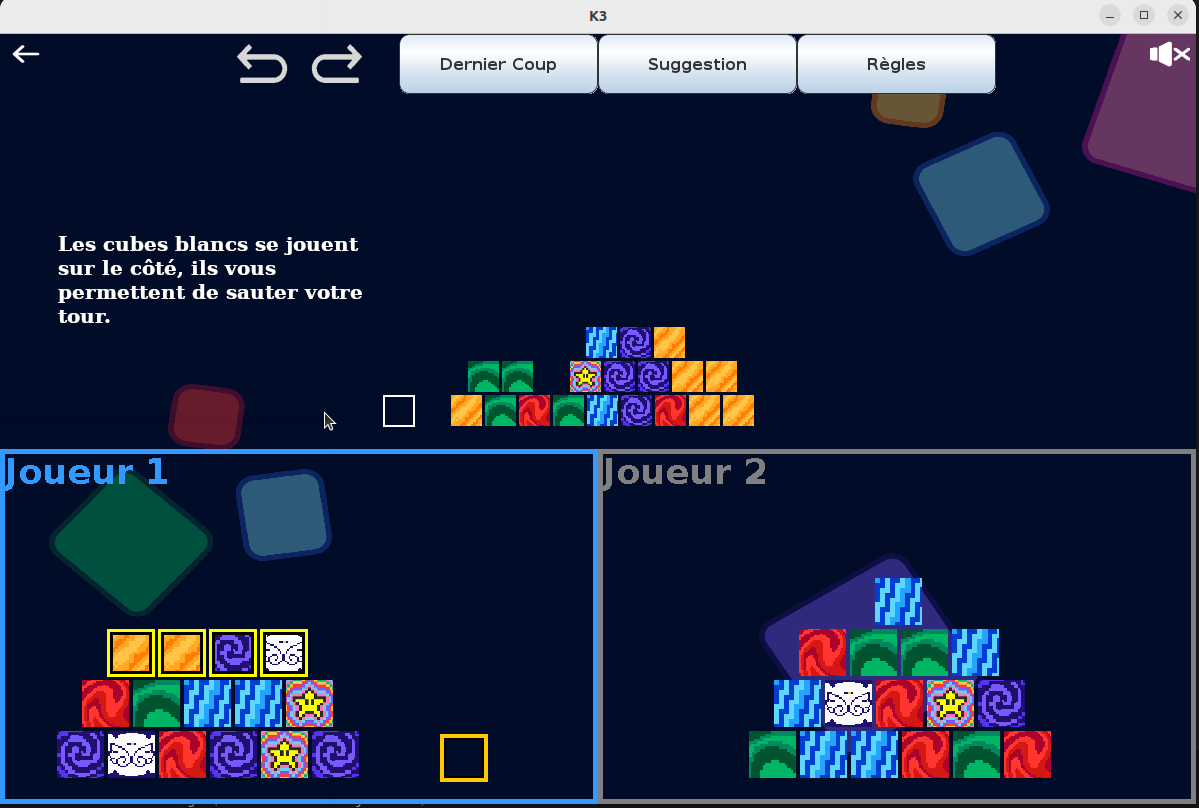 K3
Dernier Coup
Suggestion
Règles
Les cubes blancs se jouent
sur le côté, ils vous
permettent de sauter votre
tour.
Joueur 1
Joueur 2